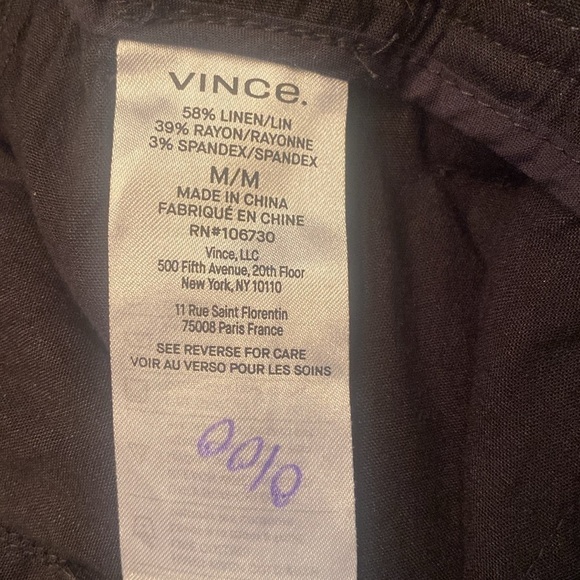 VINCe.
58% LINEN/LIN
39% RAYON/RAYONNE
3% SPANDEX/SPANDEX
M/M
MADE IN CHINA
FABRIQUÉ EN CHINE
RN#106730
Vince, LLC
500 Fifth Avenue, 20th Floor
New York, NY 10110
11 Rue Saint Florentin
75008 Paris France
SEE REVERSE FOR CARE
VOIR AU VERSO POUR LES SOINS
0010